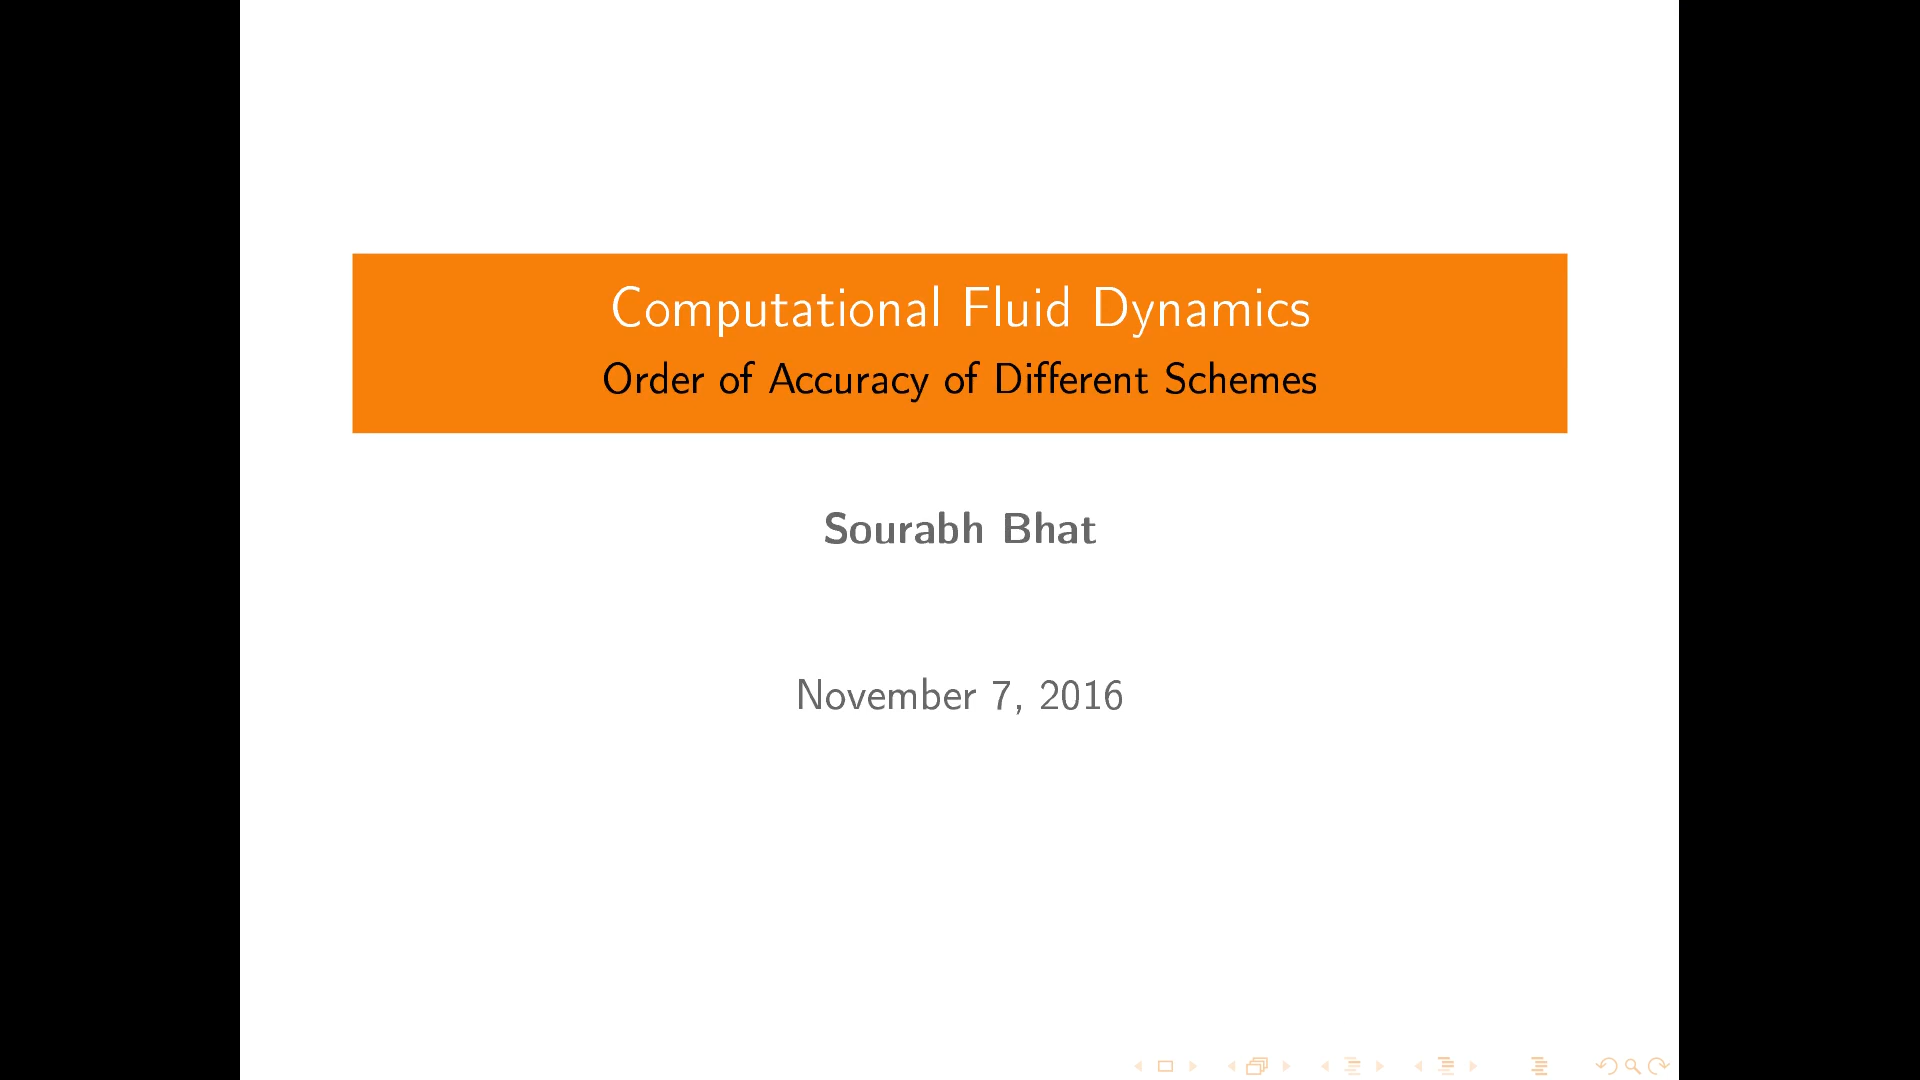 Computational Fluid Dynamics
Order of Accuracy of Different Schemes
Sourabh Bhat
November 7, 2016